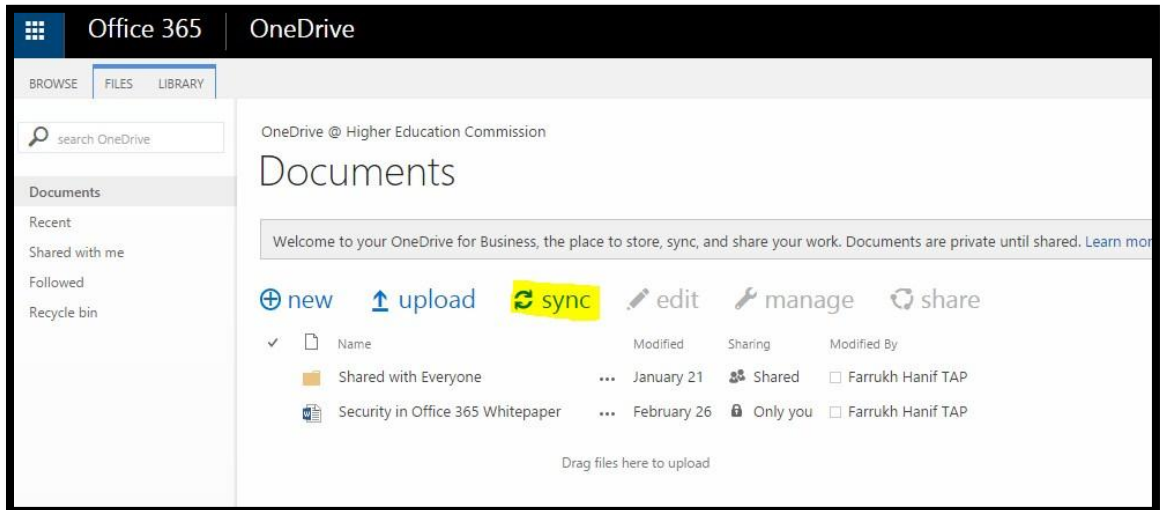 Office 365 OneDrive
BROWSE FILES LIBRARY
search OneDrive
Documents
Recent
Shared with me
Followed
Recycle bin
OneDrive @ Higher Education Commission
Documents
Welcome to your OneDrive for Business, the place to store, sync, and share your work. Documents are private until shared. Learn mor
new upload sync edit manage share
Name Modified Sharing Modified By
Shared with Everyone ... January 21 Shared Farrukh Hanif TAP
Security in Office 365 Whitepaper ... February 26 Only you Farrukh Hanif TAP
Drag files here to upload